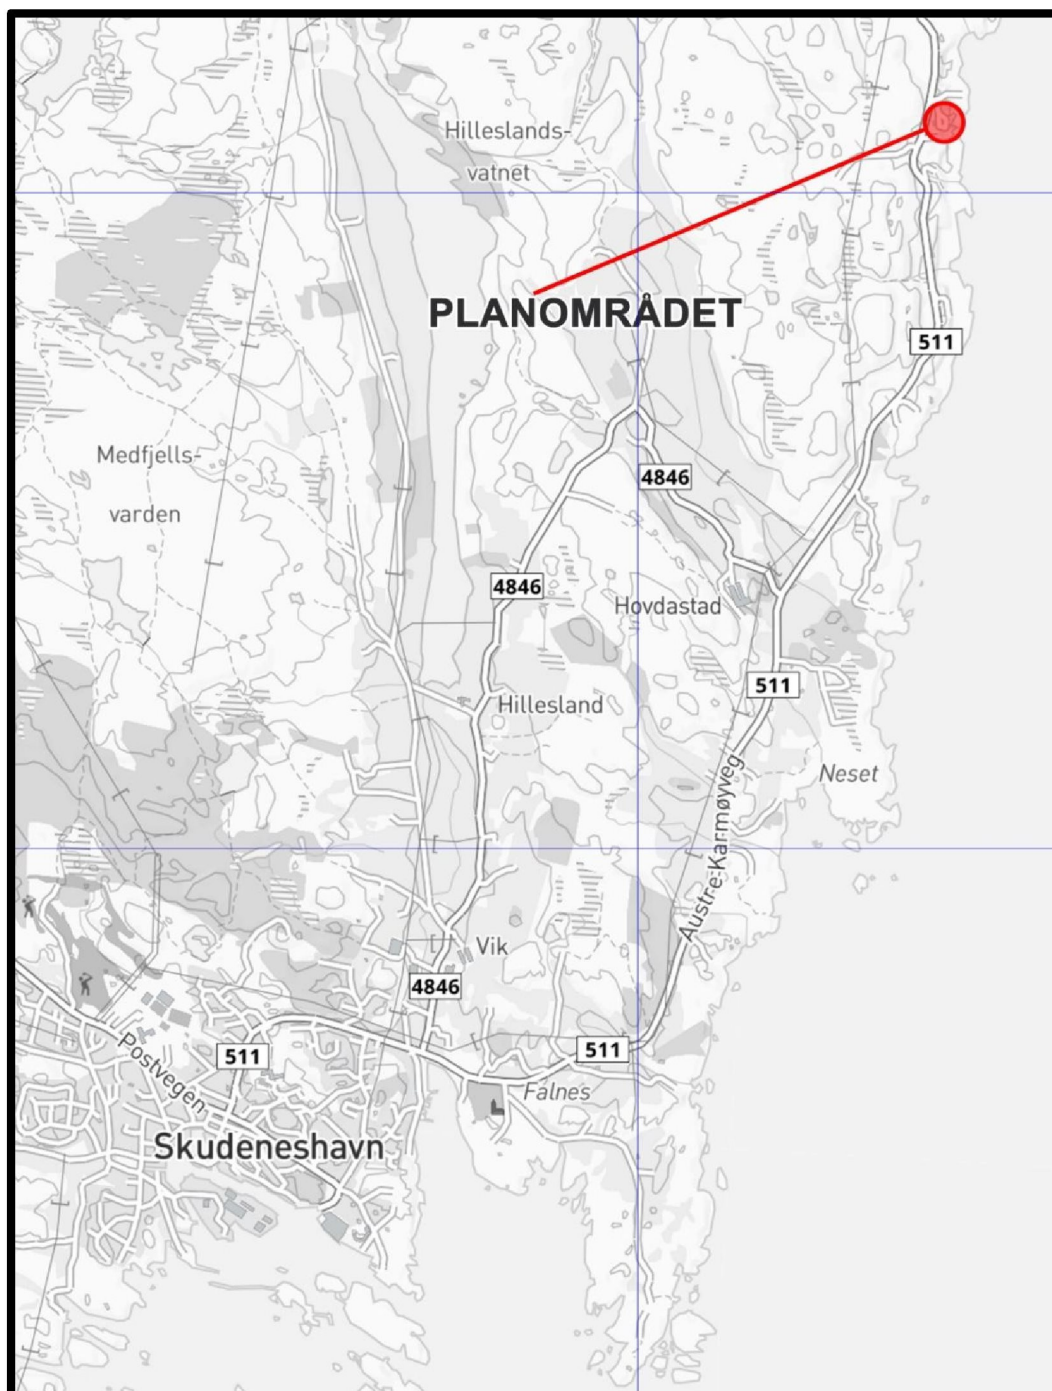 Hilleslands-
vatnet
PLANOMRÅDET
511
Medfjells-
varden
4846
4846
Hovdastad
511
Hillesland
Neset
Austre Karmøyveg
Vik
4846
511
511
Postvegen
Falnes
Skudeneshavn